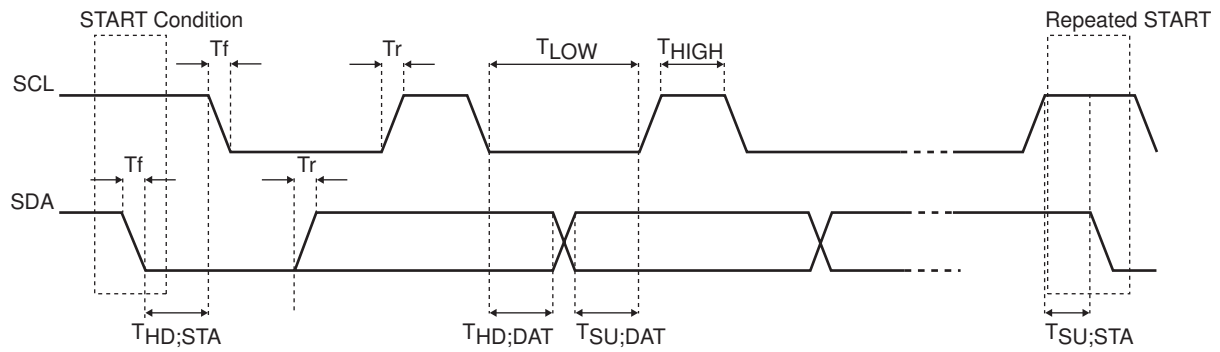 START Condition
Repeated START
Tf
Tr
TLOW
THIGH
SCL
Tf
Tr
SDA
THD;STA
THD;DAT
TSU;DAT
TSU;STA